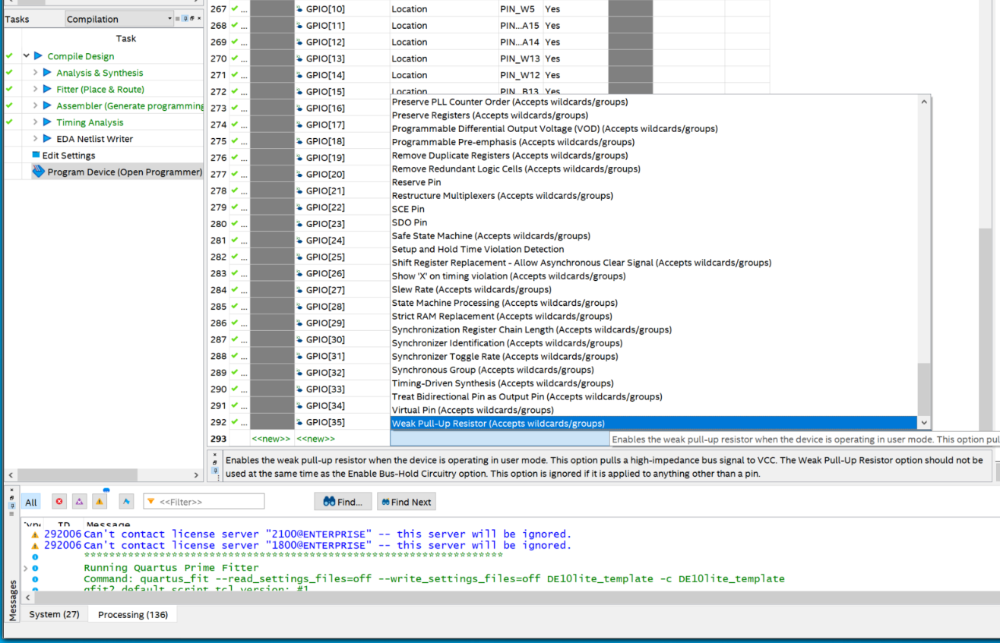 267 ... GPIO[10] Location PIN_W5 Yes
Tasks Compilation
268 ... GPIO[11] Location PIN...A15 Yes
Task
269 ... GPIO[12] Location PIN...A14 Yes
Compile Design
270 ... GPIO[13] Location PIN_W13 Yes
Analysis & Synthesis
271 ... GPIO[14] Location PIN_W12 Yes
Fitter (Place & Route)
272 ... GPIO[15] Location PIN_B13 Yes
Assembler (Generate programming
273 ... GPIO[16]
Timing Analysis
274 ... GPIO[17]
EDA Netlist Writer
275 ... GPIO[18]
Edit Settings
276 ... GPIO[19]
Program Device (Open Programmer)
277 ... GPIO[20]
278 ... GPIO[21]
279 ... GPIO[22]
280 ... GPIO[23]
281 ... GPIO[24]
282 ... GPIO[25]
283 ... GPIO[26]
284 ... GPIO[27]
285 ... GPIO[28]
286 ... GPIO[29]
287 ... GPIO[30]
288 ... GPIO[31]
289 ... GPIO[32]
290 ... GPIO[33]
291 ... GPIO[34]
292 ... GPIO[35]
293 <<new>> <<new>>
Preserve PLL Counter Order (Accepts wildcards/groups)
Preserve Registers (Accepts wildcards/groups)
Programmable Differential Output Voltage (VOD) (Accepts wildcards/groups)
Programmable Pre-emphasis (Accepts wildcards/groups)
Remove Duplicate Registers (Accepts wildcards/groups)
Remove Redundant Logic Cells (Accepts wildcards/groups)
Reserve Pin
Restructure Multiplexers (Accepts wildcards/groups)
SCE Pin
SDO Pin
Safe State Machine (Accepts wildcards/groups)
Setup and Hold Time Violation Detection
Shift Register Replacement - Allow Asynchronous Clear Signal (Accepts wildcards/groups)
Show 'X' on timing violation (Accepts wildcards/groups)
Slew Rate (Accepts wildcards/groups)
State Machine Processing (Accepts wildcards/groups)
Strict RAM Replacement (Accepts wildcards/groups)
Synchronization Register Chain Length (Accepts wildcards/groups)
Synchronizer Identification (Accepts wildcards/groups)
Synchronizer Toggle Rate (Accepts wildcards/groups)
Synchronous Group (Accepts wildcards/groups)
Timing-Driven Synthesis (Accepts wildcards/groups)
Treat Bidirectional Pin as Output Pin (Accepts wildcards/groups)
Virtual Pin (Accepts wildcards/groups)
Weak Pull-Up Resistor (Accepts wildcards/groups)
Enables the weak pull-up resistor when the device is operating in user mode. This option pul
Enables the weak pull-up resistor when the device is operating in user mode. This option pulls a high-impedance bus signal to VCC. The Weak Pull-Up Resistor option should not be
used at the same time as the Enable Bus-Hold Circuitry option. This option is ignored if it is applied to anything other than a pin.
All <<Filter>> Find... Find Next
Type ID Message
292006 Can't contact license server "2100@ENTERPRISE" -- this server will be ignored.
292006 Can't contact license server "1800@ENTERPRISE" -- this server will be ignored.
*******************************************************************
Running Quartus Prime Fitter
Command: quartus_fit --read_settings_files=off --write_settings_files=off DE10lite_template -c DE10lite_template
qfit2_default_script.tcl version: #1
Messages
System (27) Processing (136)